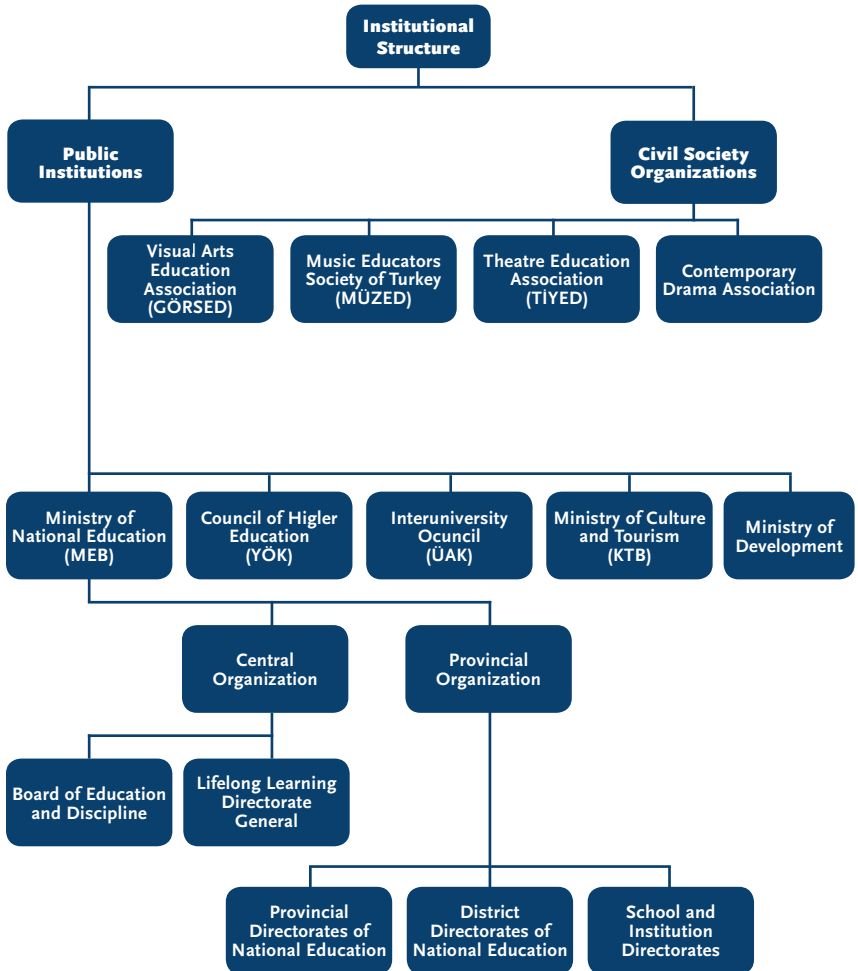 Institutional
Structure
Public
Institutions
Civil Society
Organizations
Visual Arts
Education
Association
(GÖRSED)
Music Educators
Society of Turkey
(MÜZED)
Theatre Education
Association
(TİYED)
Contemporary
Drama Association
Ministry of
National Education
(MEB)
Council of Higler
Education
(YÖK)
Interuniversity
Ocuncil
(ÜAK)
Ministry of Culture
and Tourism
(KTB)
Ministry of
Development
Central
Organization
Provincial
Organization
Board of Education
and Discipline
Lifelong Learning
Directorate
General
Provincial
Directorates of
National Education
District
Directorates of
National Education
School and
Institution
Directorates